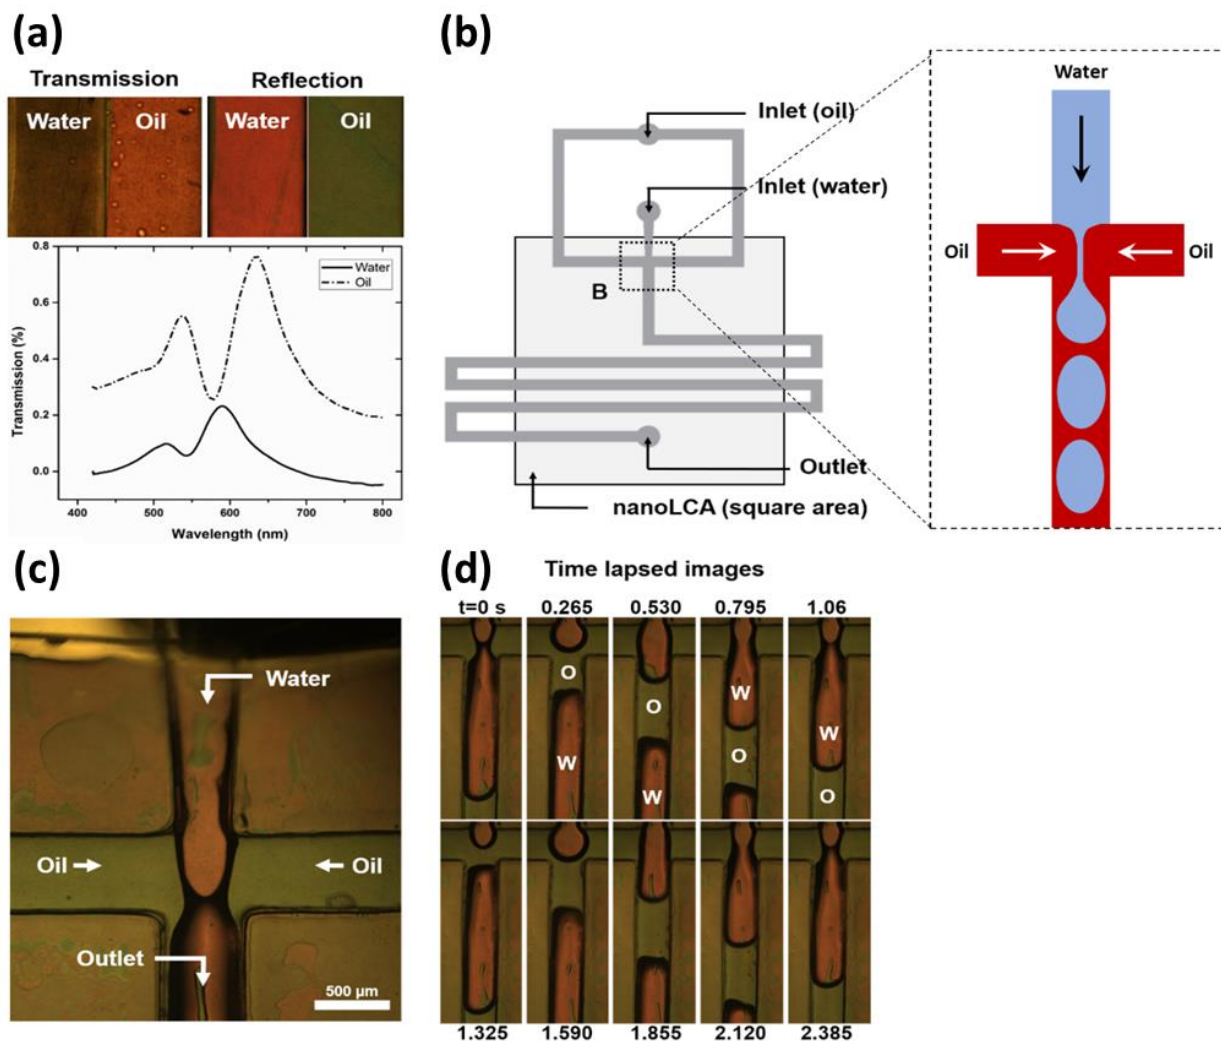 (a)
Transmission
Reflection
Water
Oil
Water
Oil
0.8
0.6
0.4
0.2
0.0
Transmission (%)
Water
Oil
400
500
600
700
800
Wavelength (nm)
(b)
Inlet (oil)
Inlet (water)
B
Outlet
nanoLCA (square area)
Water
Oil
Oil
(c)
Water
Oil
Oil
Outlet
500 µm
(d)
Time lapsed images
t=0 s
0.265
0.530
0.795
1.06
O
W
O
W
W
O
W
O
1.325
1.590
1.855
2.120
2.385